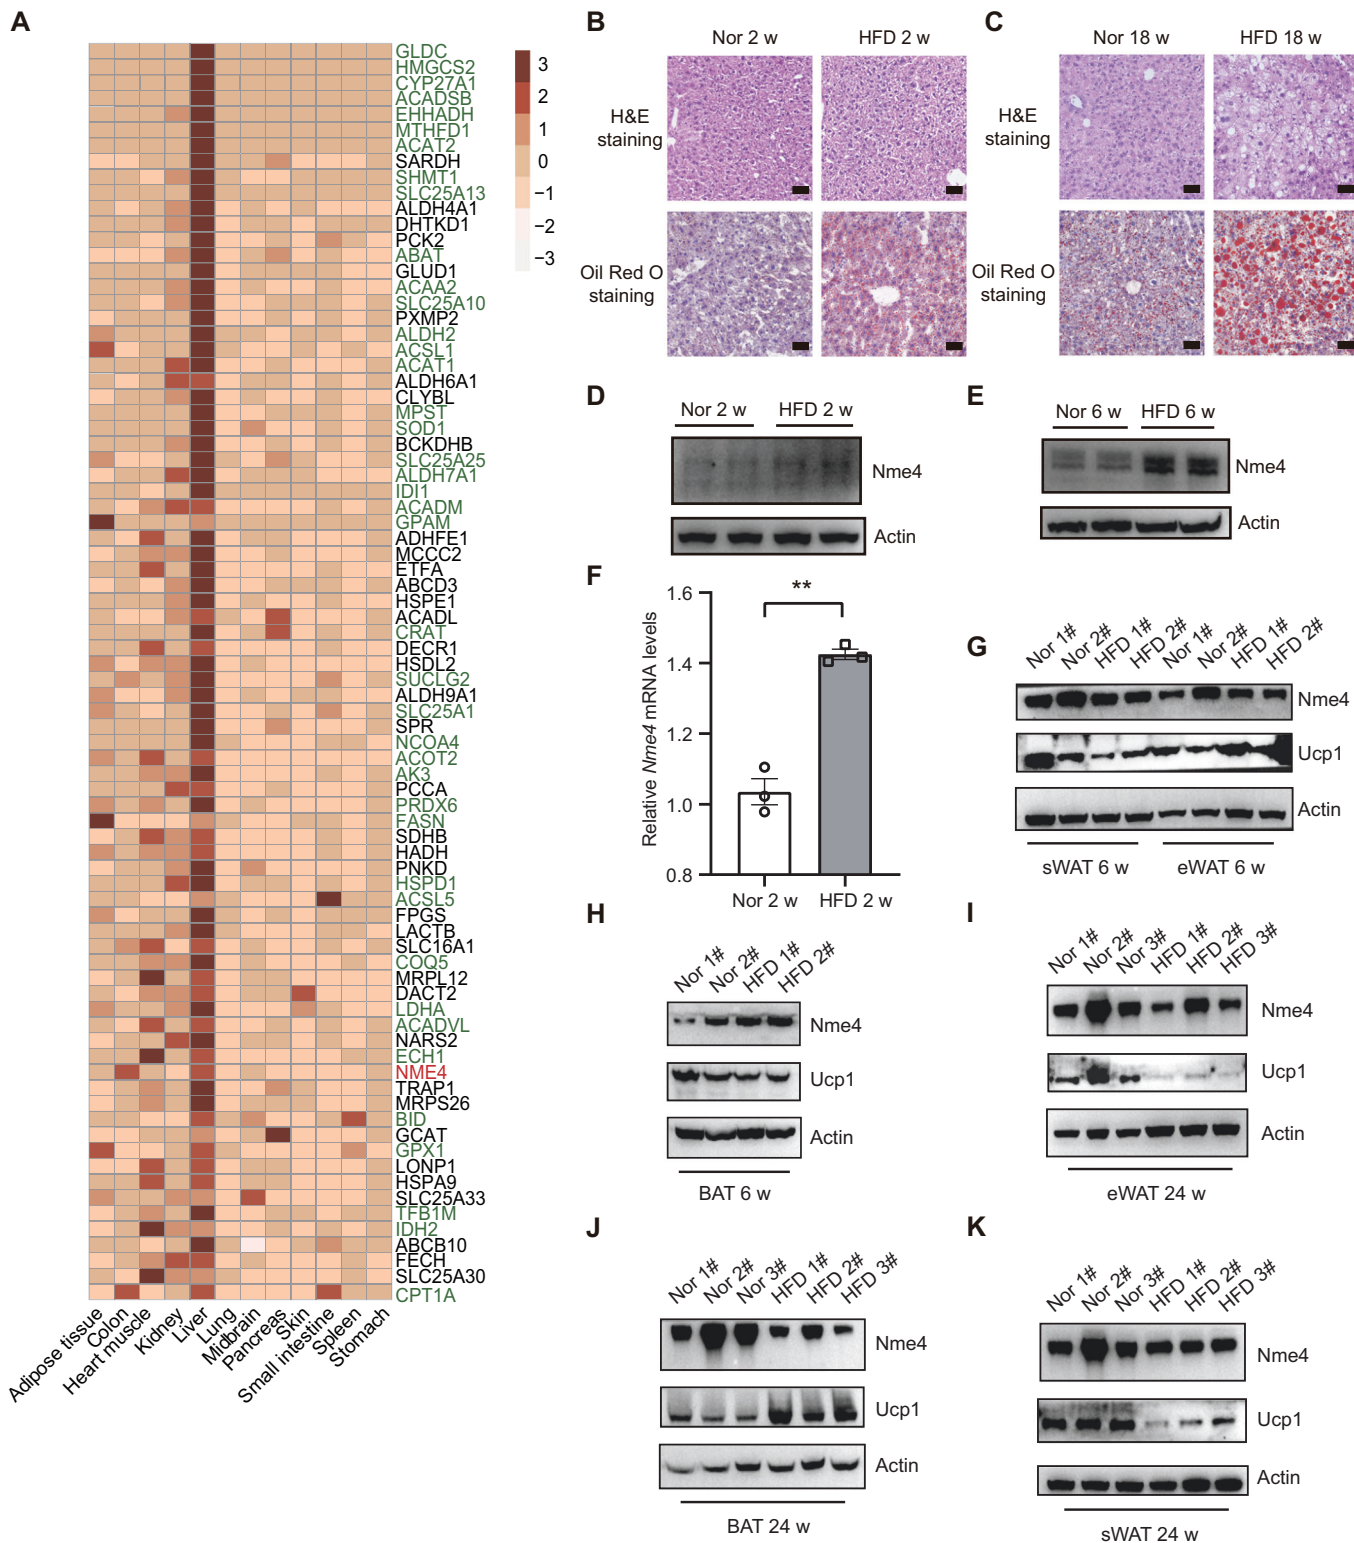 A
GLDC
HMGCS2
CYP27A1
ACADSB
EHHADH
MTHFD1
ACAT2
SARDH
SHMT1
SLC25A13
ALDH4A1
DHTKD1
PCK2
ABAT
GLUD1
ACAA2
SLC25A10
PXMP2
ALDH2
ACSL1
ACAT1
ALDH6A1
CLYBL
MPST
SOD1
BCKDHB
SLC25A25
ALDH7A1
IDI1
ACADM
GPAM
ADHFE1
MCCC2
ETFA
ABCD3
HSPE1
ACADL
CRAT
DECR1
HSDL2
SUCLG2
ALDH9A1
SLC25A1
SPR
NCOA4
ACOT2
AK3
PCCA
PRDX6
FASN
SDHB
HADH
PNKD
HSPD1
ACSL5
FPGS
LACTB
SLC16A1
COQ5
MRPL12
DACT2
LDHA
ACADVL
NARS2
ECH1
NME4
TRAP1
MRPS26
BID
GCAT
GPX1
LONP1
HSPA9
SLC25A33
TFB1M
IDH2
ABCB10
FECH
SLC25A30
CPT1A
Adipose tissue
Colon
Heart muscle
Kidney
Liver
Lung
Midbrain
Pancreas
Skin
Small intestine
Spleen
Stomach
3
2
1
0
−1
−2
−3
B
Nor 2 w HFD 2 w
H&E
staining
Oil Red O
staining
C
Nor 18 w HFD 18 w
H&E
staining
Oil Red O
staining
D
Nor 2 w HFD 2 w
Nme4
Actin
E
Nor 6 w HFD 6 w
Nme4
Actin
F
Relative Nme4 mRNA levels
1.6
1.4
1.2
1.0
0.8
**
Nor 2 w HFD 2 w
G
Nor 1# Nor 2# HFD 1# HFD 2# Nor 1# Nor 2# HFD 1# HFD 2#
Nme4
Ucp1
Actin
sWAT 6 w eWAT 6 w
H
Nor 1# Nor 2# HFD 1# HFD 2#
Nme4
Ucp1
Actin
BAT 6 w
I
Nor 1# Nor 2# Nor 3# HFD 1# HFD 2# HFD 3#
Nme4
Ucp1
Actin
eWAT 24 w
J
Nor 1# Nor 2# Nor 3# HFD 1# HFD 2# HFD 3#
Nme4
Ucp1
Actin
BAT 24 w
K
Nor 1# Nor 2# Nor 3# HFD 1# HFD 2# HFD 3#
Nme4
Ucp1
Actin
sWAT 24 w